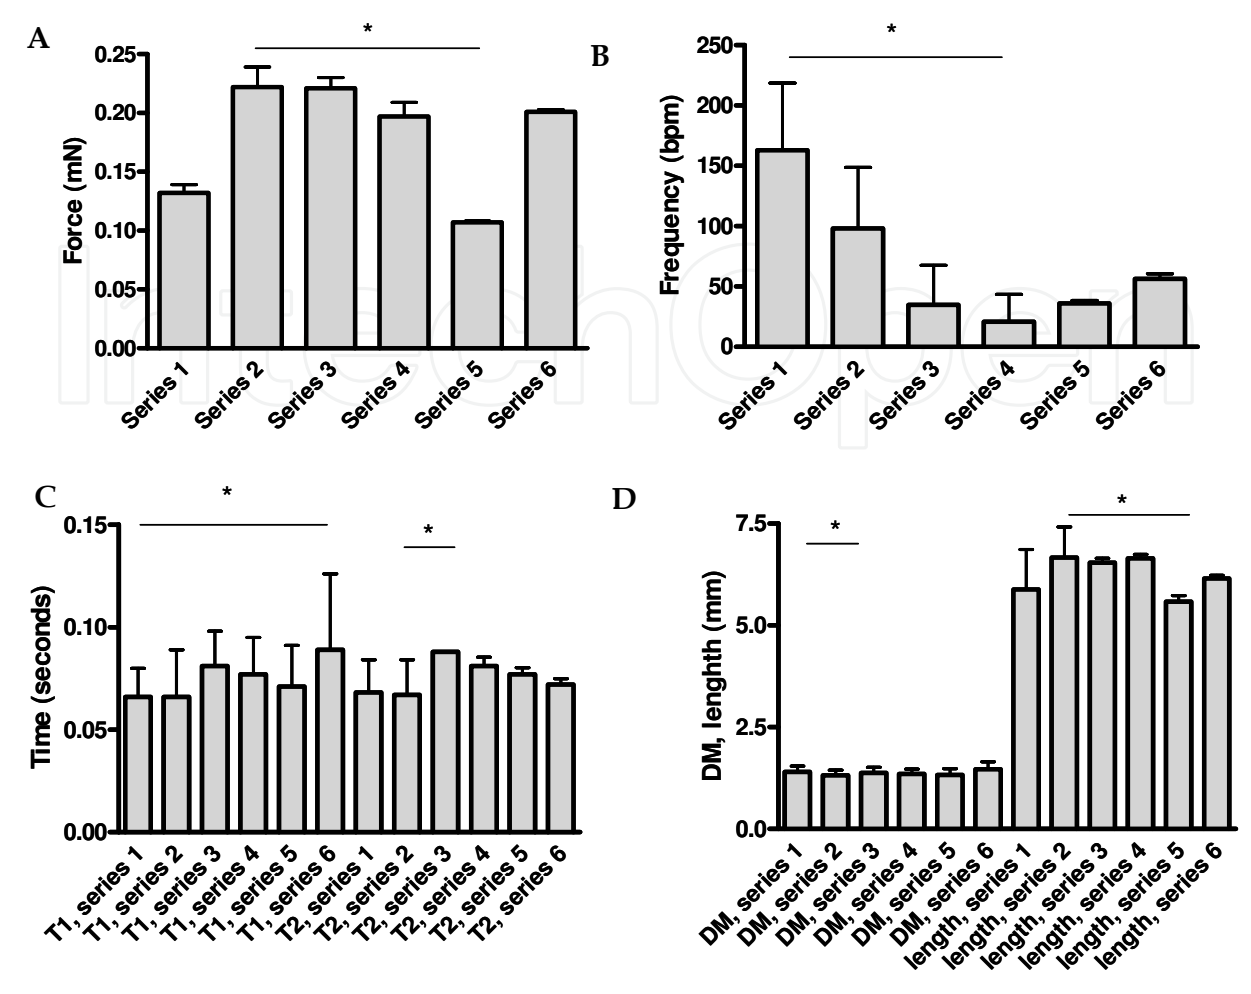 A
*
0.25
0.20
0.15
0.10
0.05
0.00
Force (mN)
Series 1
Series 2
Series 3
Series 4
Series 5
Series 6
B
*
250
200
150
100
50
0
Frequency (bpm)
Series 1
Series 2
Series 3
Series 4
Series 5
Series 6
IntechOpen
C
*
*
0.15
0.10
0.05
0.00
Time (seconds)
T1, series 1
T1, series 2
T1, series 3
T1, series 4
T1, series 5
T1, series 6
T2, series 1
T2, series 2
T2, series 3
T2, series 4
T2, series 5
T2, series 6
D
*
*
7.5
5.0
2.5
0.0
DM, lenghth (mm)
DM, series 1
DM, series 2
DM, series 3
DM, series 4
DM, series 5
DM, series 6
length, series 1
length, series 2
length, series 3
length, series 4
length, series 5
length, series 6